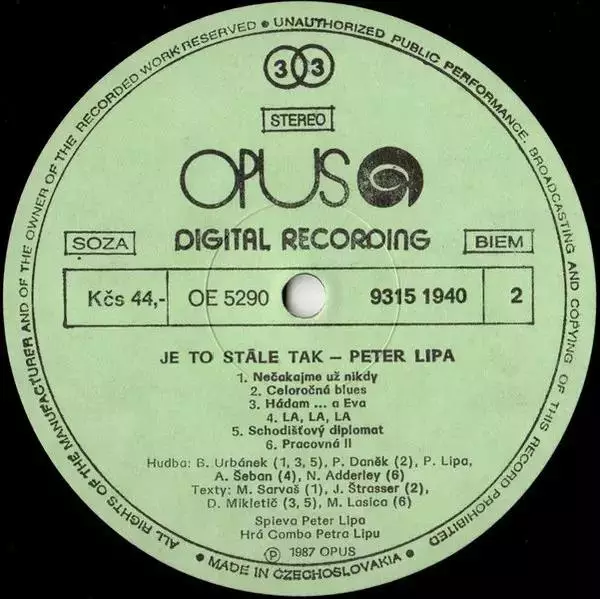 ALL RIGHTS OF THE MANUFACTURER AND OF THE OWNER OF THE RECORDED WORK RESERVED • UNAUTHORIZED PUBLIC PERFORMANCE, BROADCASTING AND COPYING OF THIS RECORD PROHIBITED
33
STEREO
OPUS
SOZA
DIGITAL RECORDING
BIEM
Kčs 44,-
OE 5290
9315 1940
2
JE TO STÁLE TAK – PETER LIPA
1. Nečakajme už nikdy
2. Celoročná blues
3. Hádam ... a Eva
4. LA, LA, LA
5. Schodišťový diplomat
6. Pracovná II
Hudba: B. Urbánek (1, 3, 5), P. Daněk (2), P. Lipa,
A. Šeban (4), N. Adderley (6)
Texty: M. Sarvaš (1), J. Štrasser (2),
D. Mikletič (3, 5), M. Lasica (6)
Spieva Peter Lipa
Hrá Combo Petra Lipu
Ⓟ 1987 OPUS
• MADE IN CZECHOSLOVAKIA •